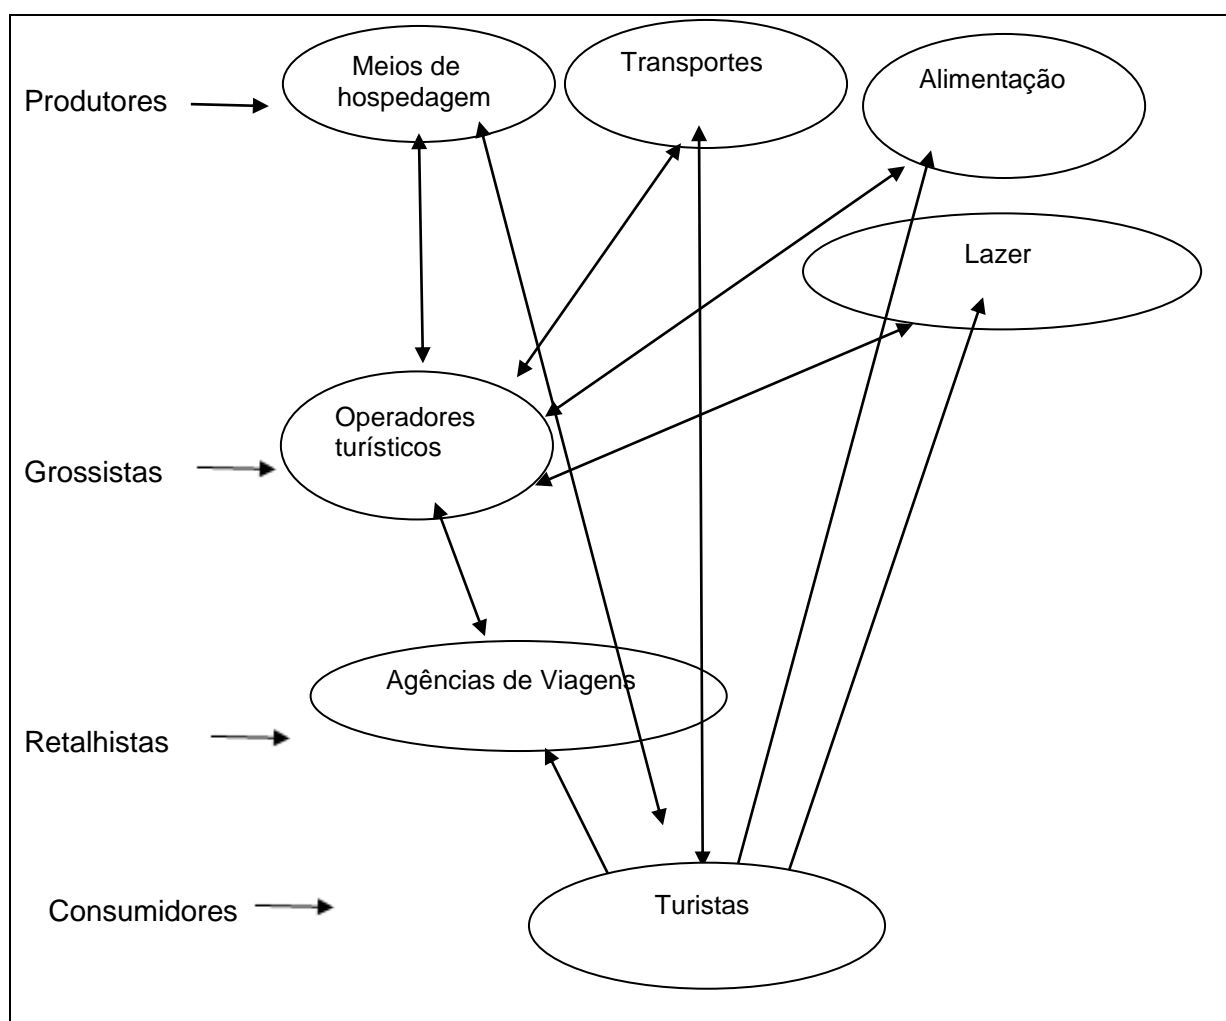 Meios de
hospedagem
Transportes
Alimentação
Produtores
Lazer
Operadores
turísticos
Grossistas
Agências de Viagens
Retalhistas
Turistas
Consumidores